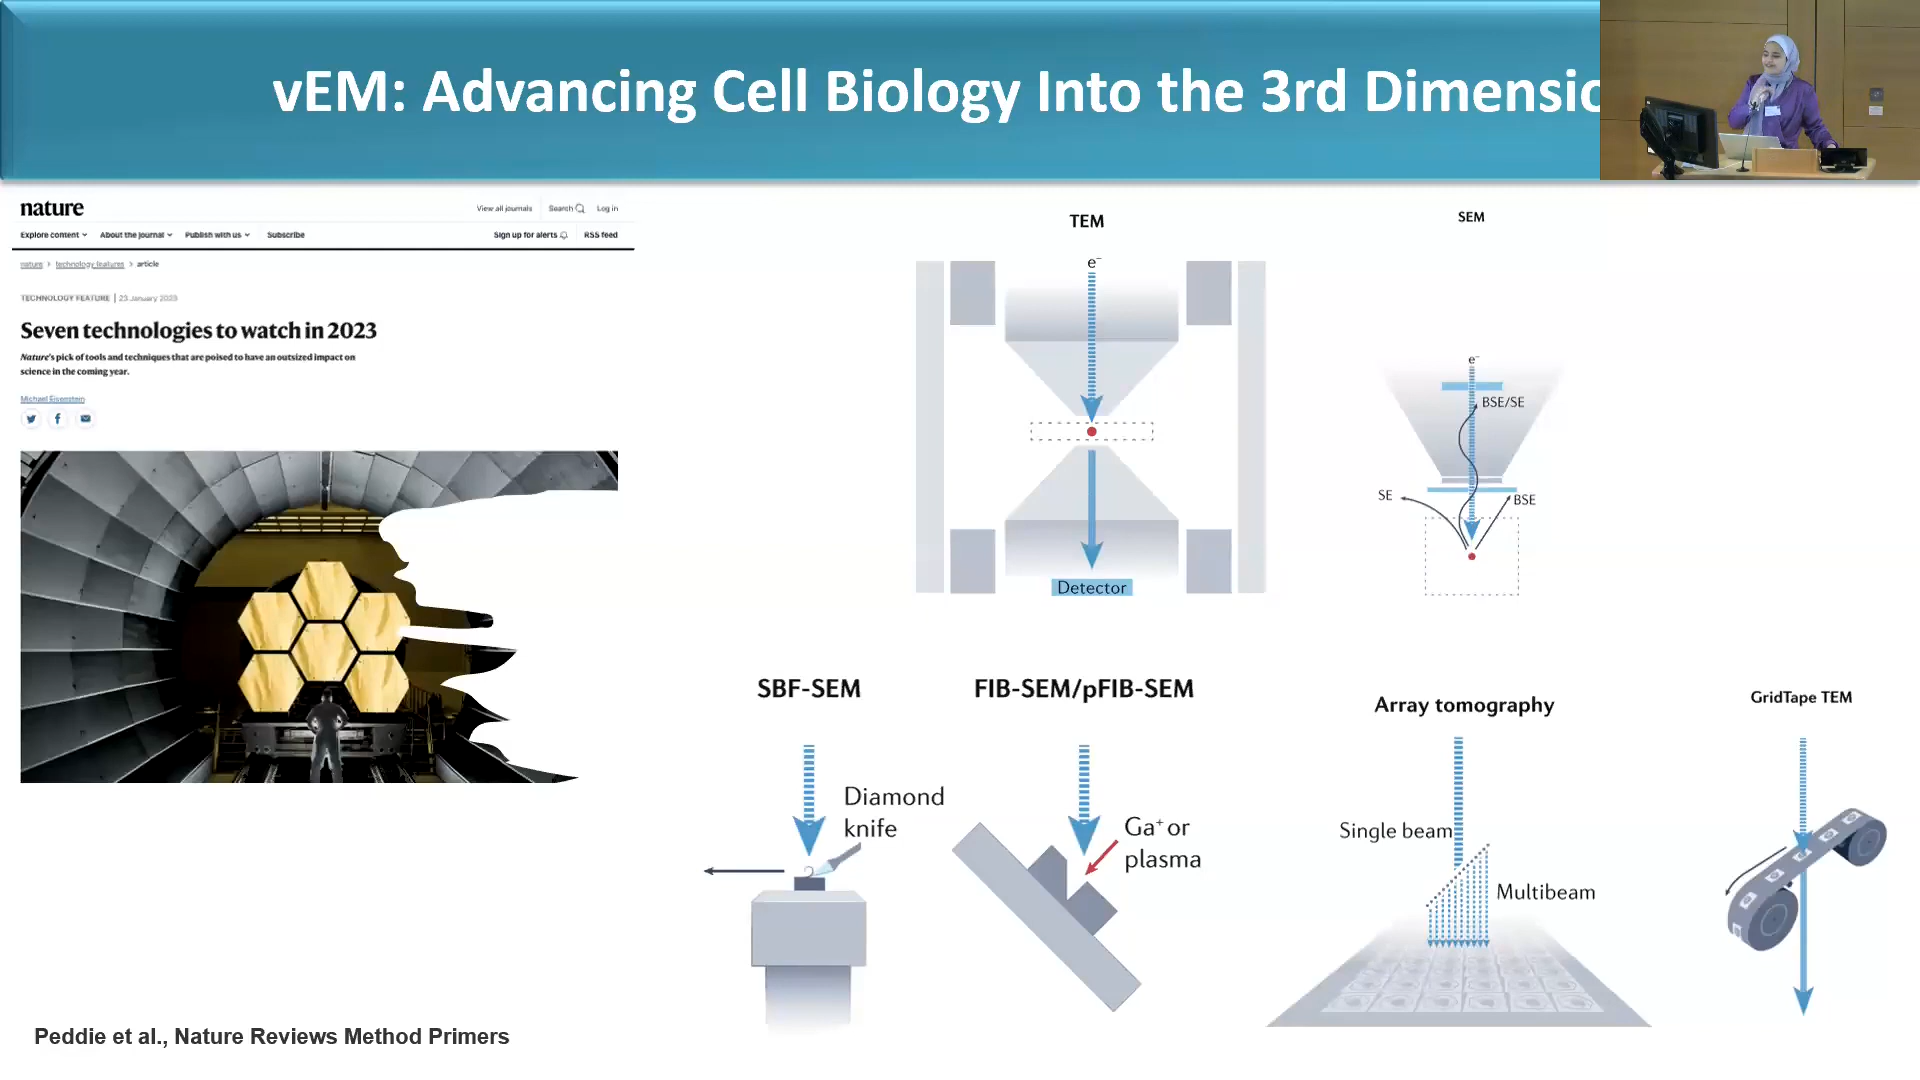 vEM: Advancing Cell Biology Into the 3rd Dimensio
nature
View all journals Search Log in
Explore content About the journal Publish with us Subscribe
Sign up for alerts RSS feed
nature > technology features > article
TECHNOLOGY FEATURE | 23 January 2023
Seven technologies to watch in 2023
Nature's pick of tools and techniques that are poised to have an outsized impact on
science in the coming year.
Michael Eisenstein
TEM
e⁻
Detector
SEM
e⁻
BSE/SE
SE
BSE
SBF-SEM
Diamond
knife
FIB-SEM/pFIB-SEM
Ga⁺ or
plasma
Array tomography
Single beam
Multibeam
GridTape TEM
Peddie et al., Nature Reviews Method Primers